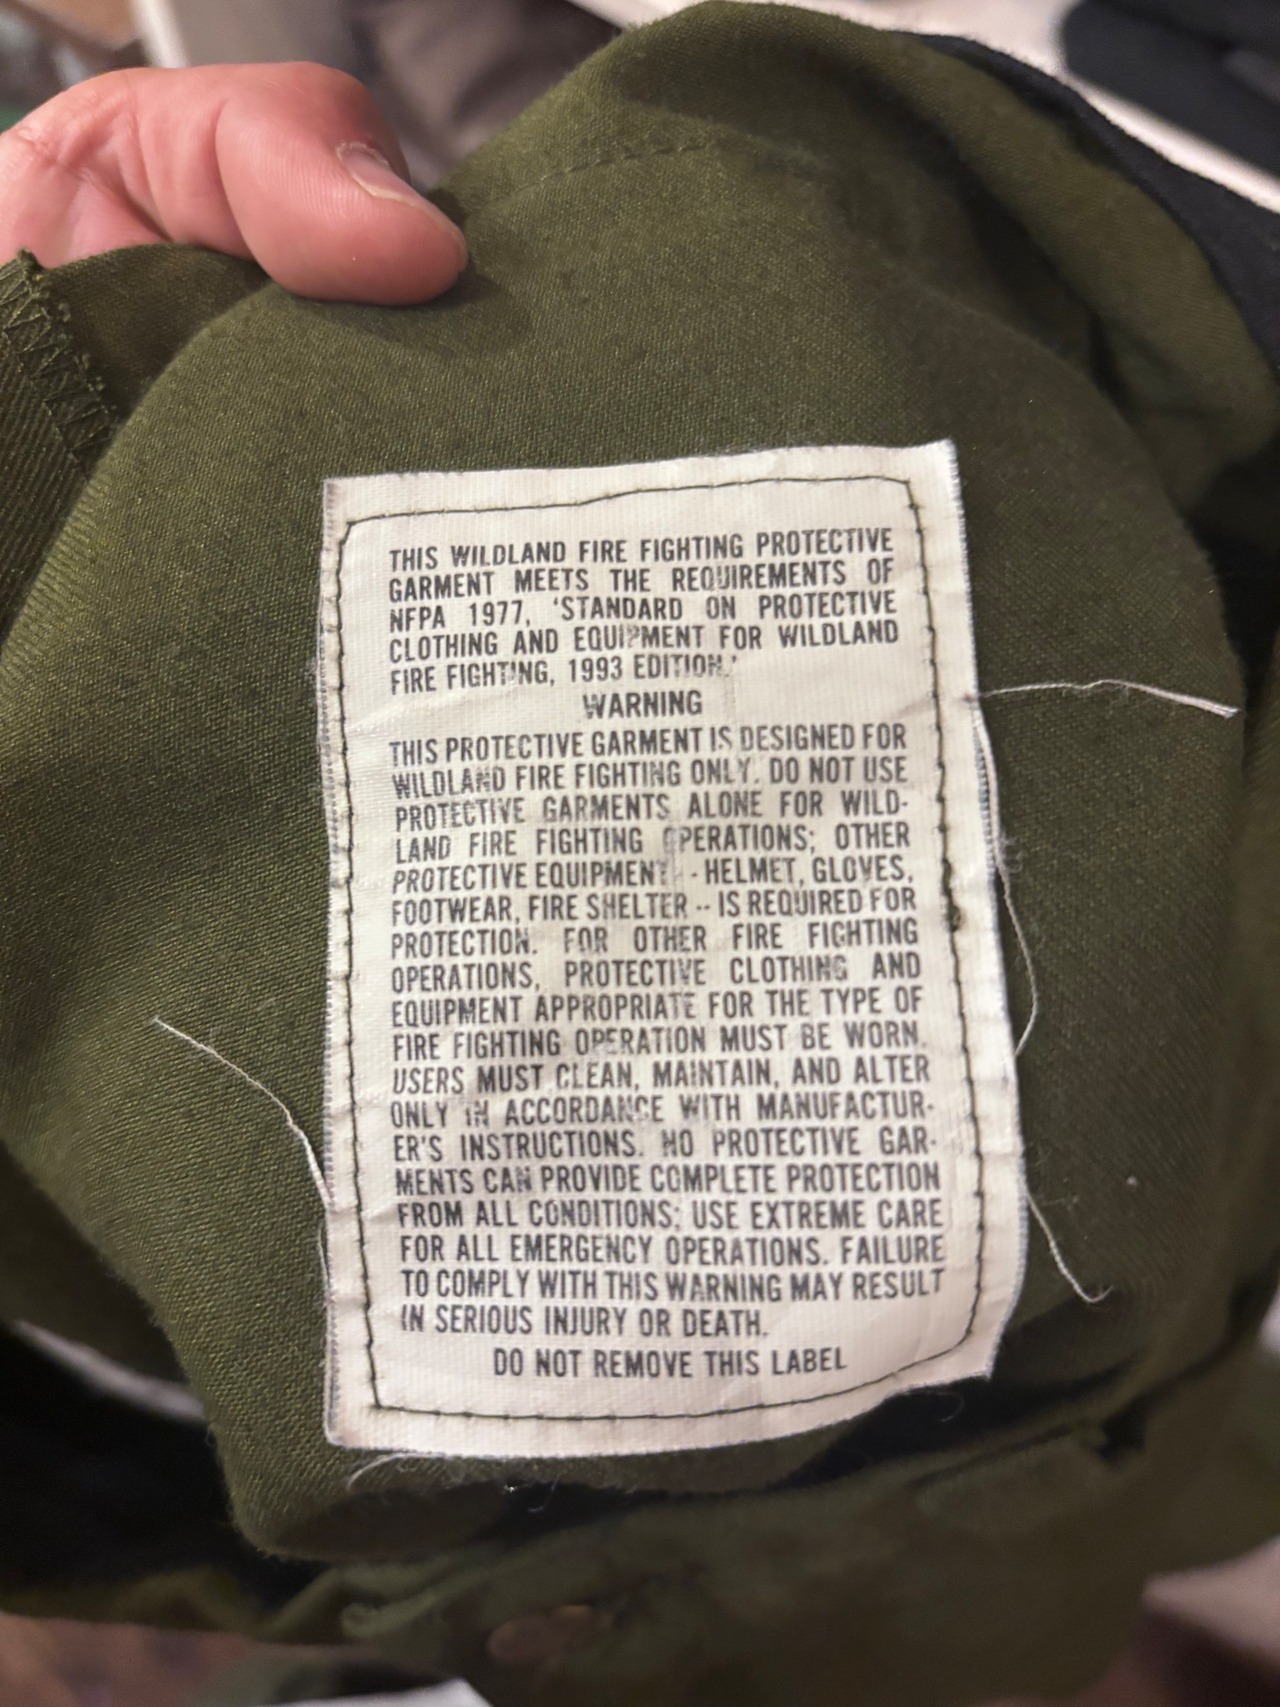 THIS WILDLAND FIRE FIGHTING PROTECTIVE
GARMENT MEETS THE REQUIREMENTS OF
NFPA 1977, 'STANDARD ON PROTECTIVE
CLOTHING AND EQUIPMENT FOR WILDLAND
FIRE FIGHTING, 1993 EDITION.'
WARNING
THIS PROTECTIVE GARMENT IS DESIGNED FOR
WILDLAND FIRE FIGHTING ONLY. DO NOT USE
PROTECTIVE GARMENTS ALONE FOR WILD-
LAND FIRE FIGHTING OPERATIONS; OTHER
PROTECTIVE EQUIPMENT -- HELMET, GLOVES,
FOOTWEAR, FIRE SHELTER -- IS REQUIRED FOR
PROTECTION. FOR OTHER FIRE FIGHTING
OPERATIONS, PROTECTIVE CLOTHING AND
EQUIPMENT APPROPRIATE FOR THE TYPE OF
FIRE FIGHTING OPERATION MUST BE WORN.
USERS MUST CLEAN, MAINTAIN, AND ALTER
ONLY IN ACCORDANCE WITH MANUFACTUR-
ER'S INSTRUCTIONS. NO PROTECTIVE GAR-
MENTS CAN PROVIDE COMPLETE PROTECTION
FROM ALL CONDITIONS; USE EXTREME CARE
FOR ALL EMERGENCY OPERATIONS. FAILURE
TO COMPLY WITH THIS WARNING MAY RESULT
IN SERIOUS INJURY OR DEATH.
DO NOT REMOVE THIS LABEL